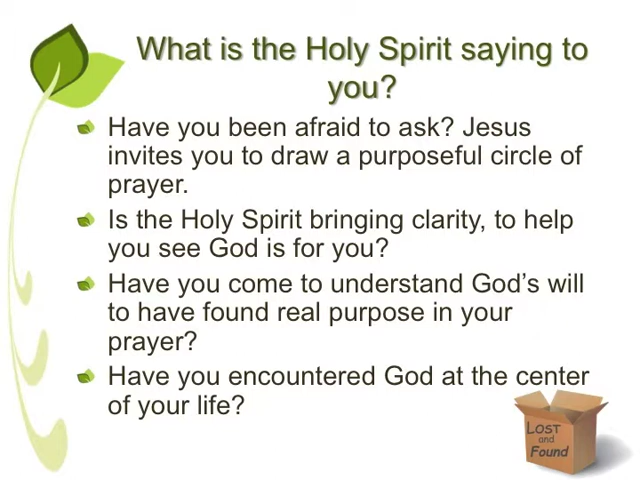 What is the Holy Spirit saying to
you?
Have you been afraid to ask? Jesus
invites you to draw a purposeful circle of
prayer.
Is the Holy Spirit bringing clarity, to help
you see God is for you?
Have you come to understand God's will
to have found real purpose in your
prayer?
Have you encountered God at the center
of your life?
LOST
and
Found